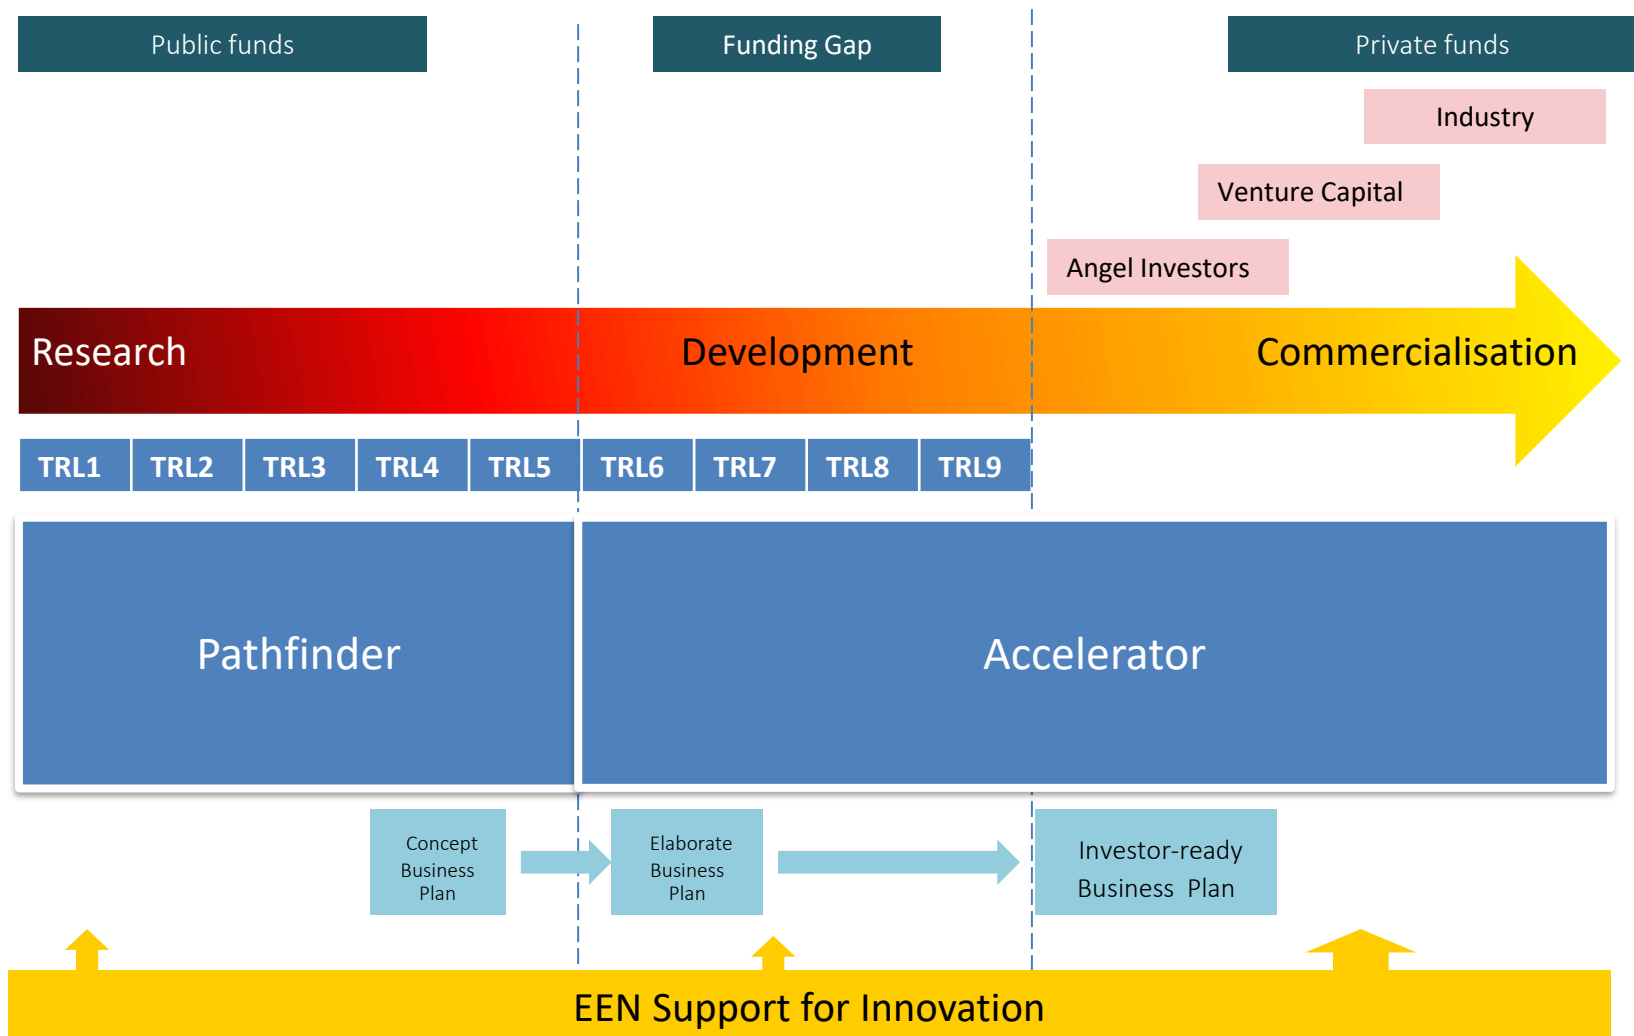 Public funds
Funding Gap
Private funds
Industry
Venture Capital
Angel Investors
Research
Development
Commercialisation
TRL1
TRL2
TRL3
TRL4
TRL5
TRL6
TRL7
TRL8
TRL9
Pathfinder
Accelerator
Concept
Business
Plan
Elaborate
Business
Plan
Investor-ready
Business Plan
EEN Support for Innovation